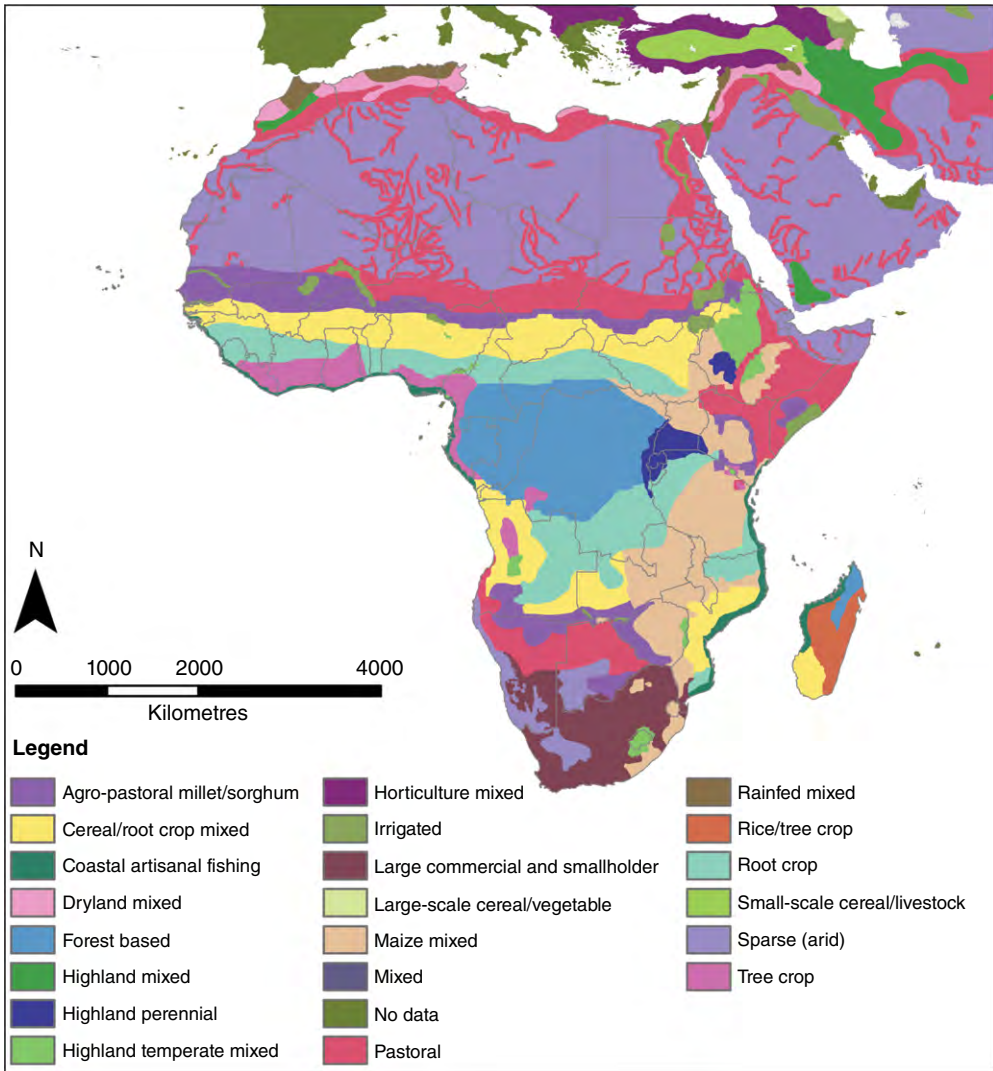 N
0 1000 2000 4000
Kilometres
Legend
Agro-pastoral millet/sorghum
Cereal/root crop mixed
Coastal artisanal fishing
Dryland mixed
Forest based
Highland mixed
Highland perennial
Highland temperate mixed
Horticulture mixed
Irrigated
Large commercial and smallholder
Large-scale cereal/vegetable
Maize mixed
Mixed
No data
Pastoral
Rainfed mixed
Rice/tree crop
Root crop
Small-scale cereal/livestock
Sparse (arid)
Tree crop